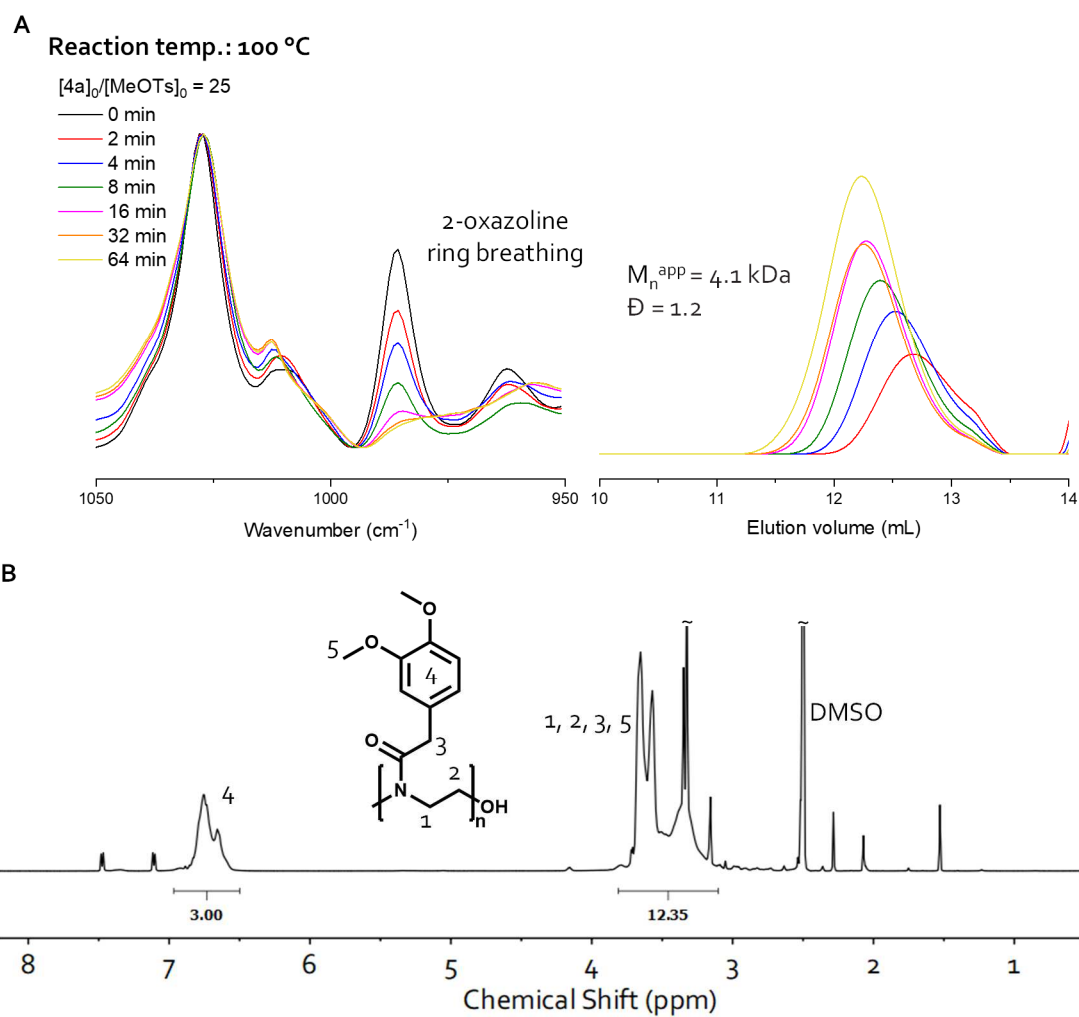 A
Reaction temp.: 100 °C
[4a]₀/[MeOTs]₀ = 25
0 min
2 min
4 min
8 min
16 min
32 min
64 min
2-oxazoline
ring breathing
Mₙᵃᵖᵖ = 4.1 kDa
Đ = 1.2
1050 1000 950
Wavenumber (cm⁻¹)
10 11 12 13 14
Elution volume (mL)
B
O
5 O
4
O
3
N
2
OH
n
1
4
1, 2, 3, 5
~ ~
DMSO
3.00
12.35
8 7 6 5 4 3 2 1
Chemical Shift (ppm)